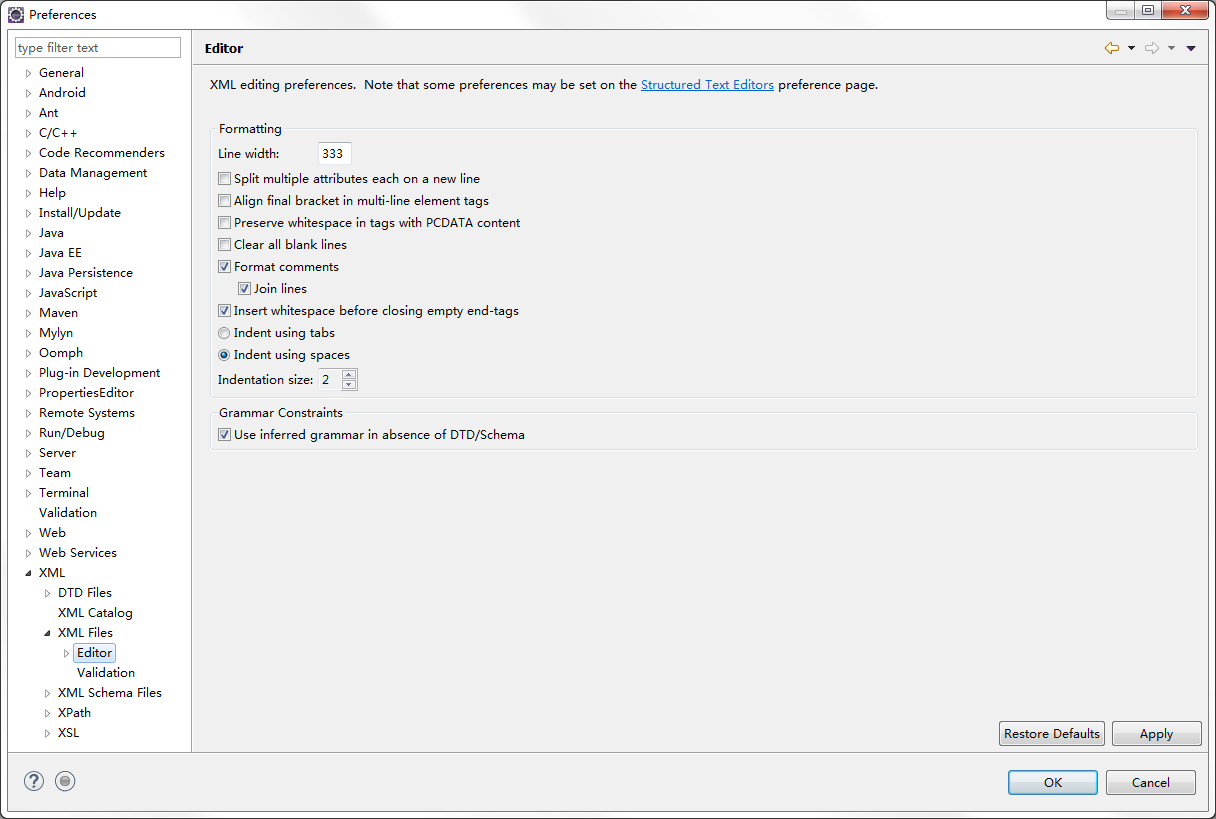 Preferences
type filter text
General
Android
Ant
C/C++
Code Recommenders
Data Management
Help
Install/Update
Java
Java EE
Java Persistence
JavaScript
Maven
Mylyn
Oomph
Plug-in Development
PropertiesEditor
Remote Systems
Run/Debug
Server
Team
Terminal
Validation
Web
Web Services
XML
DTD Files
XML Catalog
XML Files
Editor
Validation
XML Schema Files
XPath
XSL
Editor
XML editing preferences.  Note that some preferences may be set on the Structured Text Editors preference page.
Formatting
Line width: 333
Split multiple attributes each on a new line
Align final bracket in multi-line element tags
Preserve whitespace in tags with PCDATA content
Clear all blank lines
Format comments
Join lines
Insert whitespace before closing empty end-tags
Indent using tabs
Indent using spaces
Indentation size: 2
Grammar Constraints
Use inferred grammar in absence of DTD/Schema
Restore Defaults
Apply
?
OK
Cancel